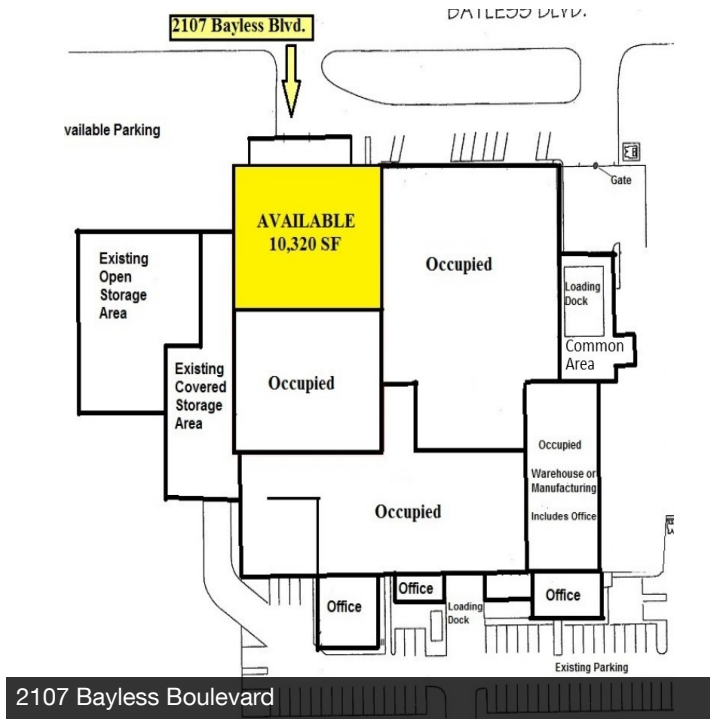 BAYLESS BLVD.
2107 Bayless Blvd.
vailable Parking
Gate
AVAILABLE
10,320 SF
Occupied
Existing
Open
Storage
Area
Loading
Dock
Common
Area
Existing
Covered
Storage
Area
Occupied
Occupied
Warehouse or
Manufacturing
Includes Office
Occupied
Office
Office
Loading
Dock
Office
Existing Parking
2107 Bayless Boulevard